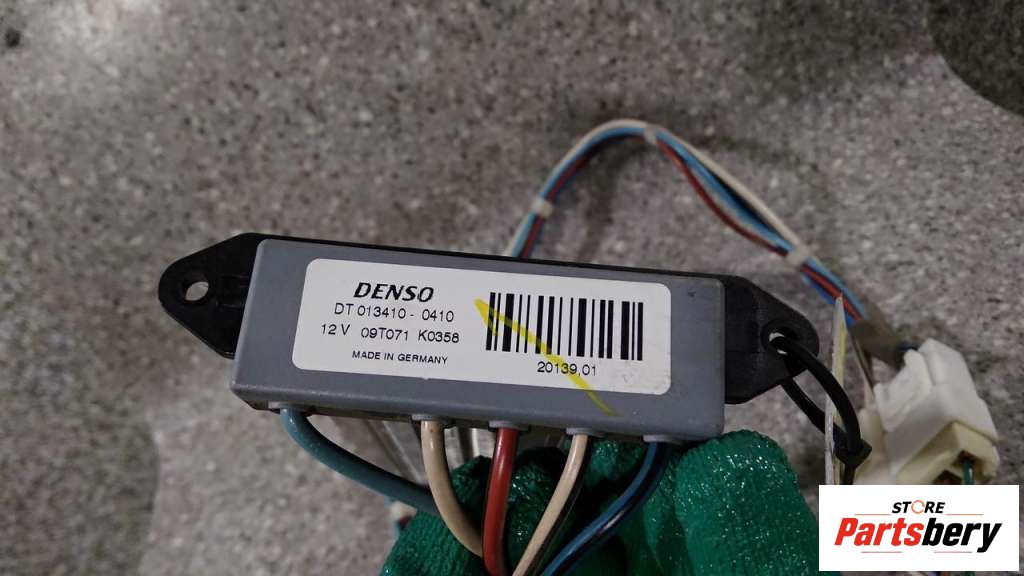 DENSO
DT 013410 - 0410
12 V 09T071 K0358
MADE IN GERMANY
20139,01
STORE
Partsbery